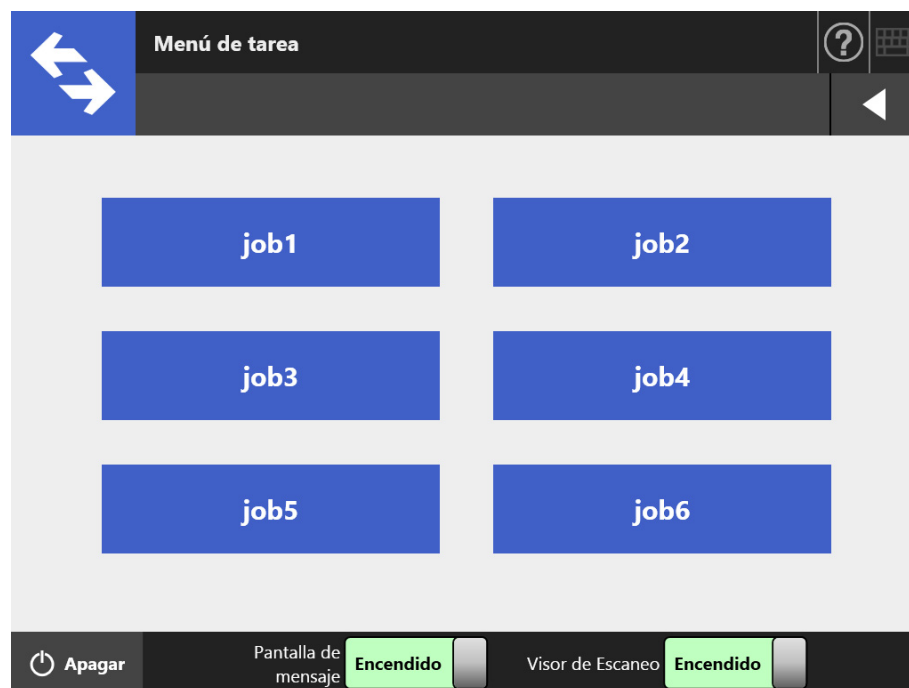 Menú de tarea
?
job1
job2
job3
job4
job5
job6
Apagar
Pantalla de
mensaje
Encendido
Visor de Escaneo
Encendido